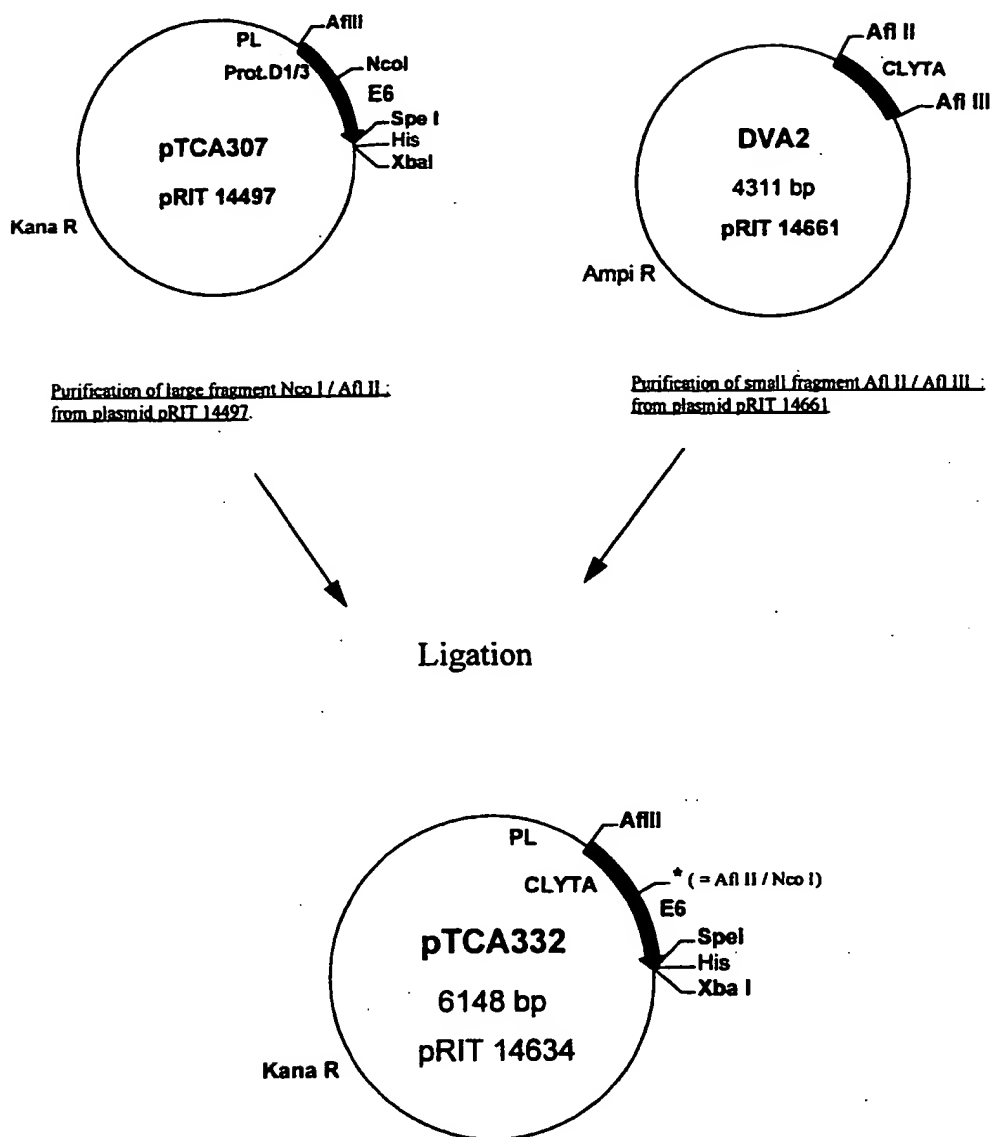 AflII
PL
Prot.D1/3
NcoI
E6
Spe I
His
XbaI
pTCA307
pRIT 14497
Kana R
Afl II
CLYTA
Afl III
DVA2
4311 bp
pRIT 14661
Ampi R
Purification of large fragment Nco I / Afl II :
from plasmid pRIT 14497.
Purification of small fragment Afl II / Afl III :
from plasmid pRIT 14661
Ligation
AflII
PL
CLYTA
* ( = Afl II / Nco I)
E6
SpeI
His
Xba I
pTCA332
6148 bp
pRIT 14634
Kana R